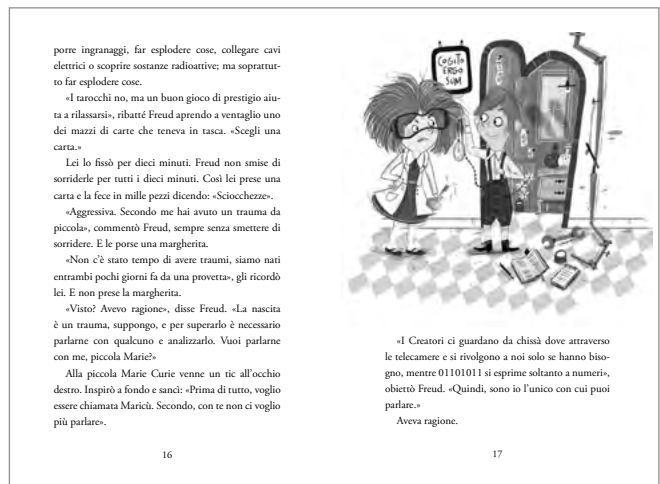 porre ingranaggi, far esplodere cose, collegare cavi
elettrici o scoprire sostanze radioattive; ma soprattut-
to far esplodere cose.
«I tarocchi no, ma un buon gioco di prestigio aiu-
ta a rilassarsi», ribatté Freud aprendo a ventaglio uno
dei mazzi di carte che teneva in tasca. «Scegli una
carta.»
Lei lo fissò per dieci minuti. Freud non smise di
sorriderle per tutti i dieci minuti. Così lei prese una
carta e la fece in mille pezzi dicendo: «Sciocchezze».
«Aggressiva. Secondo me hai avuto un trauma da
piccola», commentò Freud, sempre senza smettere di
sorridere. E le porse una margherita.
«Non c'è stato tempo di avere traumi, siamo nati
entrambi pochi giorni fa da una provetta», gli ricordò
lei. E non prese la margherita.
«Visto? Avevo ragione», disse Freud. «La nascita
è un trauma, suppongo, e per superarlo è necessario
parlarne con qualcuno e analizzarlo. Vuoi parlarne
con me, piccola Marie?»
Alla piccola Marie Curie venne un tic all'occhio
destro. Inspirò a fondo e sancì: «Prima di tutto, voglio
essere chiamata Maricù. Secondo, con te non ci voglio
più parlare».
16
COGITO
ERGO
SUM
«I Creatori ci guardano da chissà dove attraverso
le telecamere e si rivolgono a noi solo se hanno biso-
gno, mentre 01101011 si esprime soltanto a numeri»,
obiettò Freud. «Quindi, sono io l'unico con cui puoi
parlare.»
Aveva ragione.
17